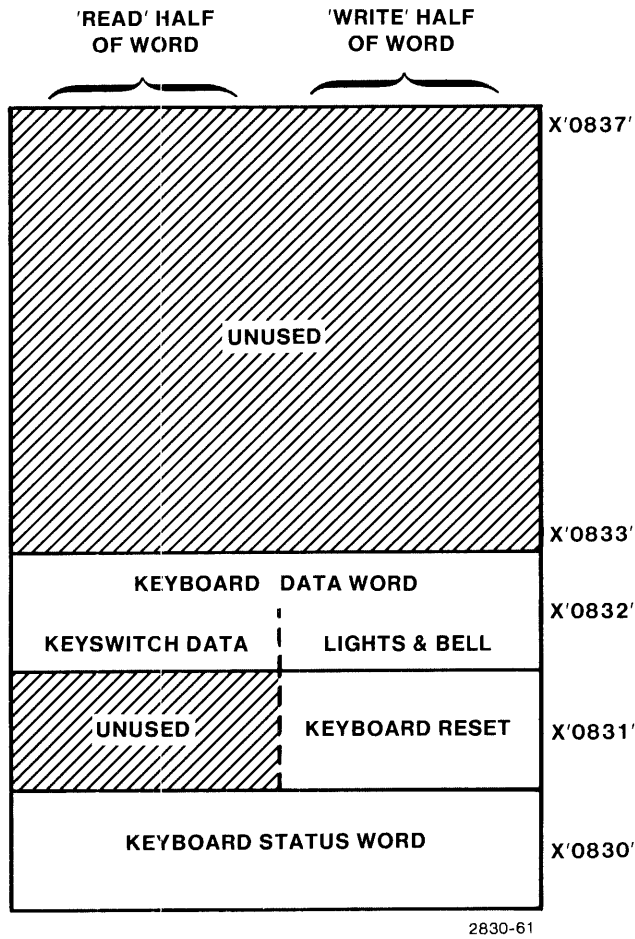 'READ' HALF
OF WORD
'WRITE' HALF
OF WORD
X'0837'
UNUSED
X'0833'
KEYBOARD DATA WORD
X'0832'
KEYSWITCH DATA
LIGHTS & BELL
UNUSED
KEYBOARD RESET
X'0831'
KEYBOARD STATUS WORD
X'0830'
2830-61